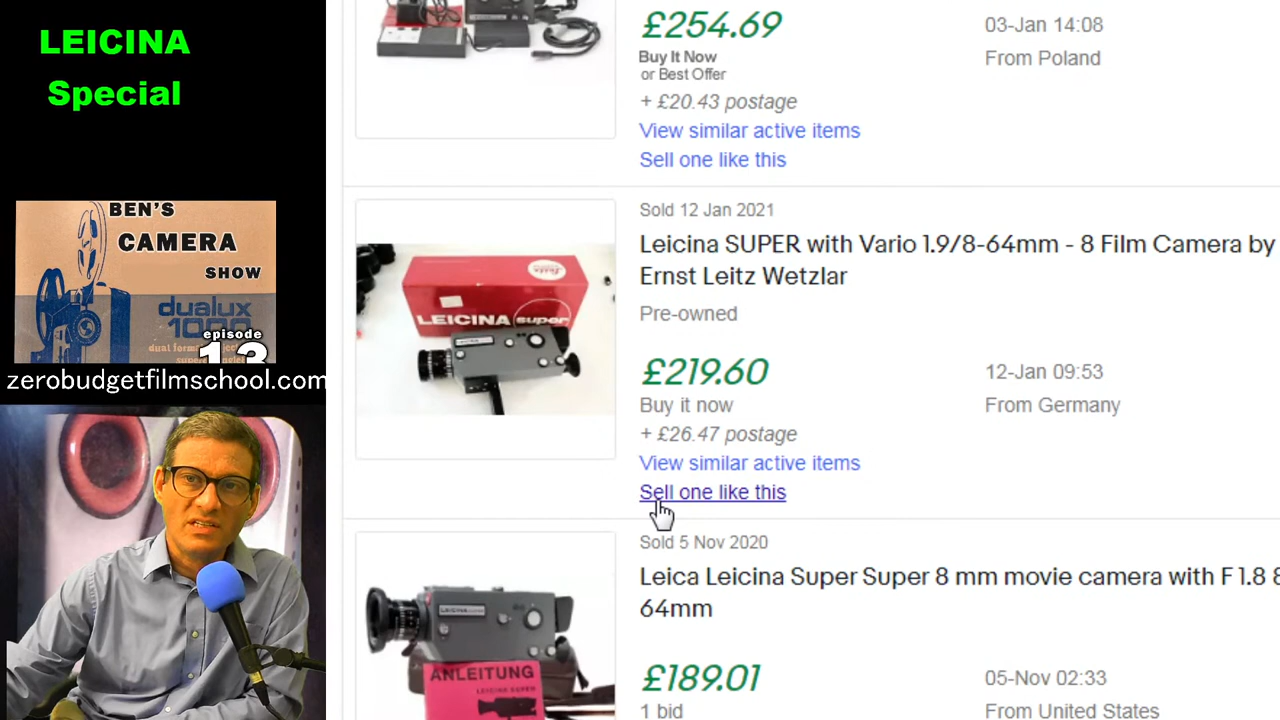 LEICINA
Special
BEN'S
CAMERA
SHOW
dualux
1000
episode
13
zerobudgetfilmschool.com
£254.69
03-Jan 14:08
Buy It Now
From Poland
or Best Offer
+ £20.43 postage
View similar active items
Sell one like this
Sold 12 Jan 2021
Leicina SUPER with Vario 1.9/8-64mm - 8 Film Camera by
Ernst Leitz Wetzlar
Pre-owned
£219.60
12-Jan 09:53
Buy it now
From Germany
+ £26.47 postage
View similar active items
Sell one like this
LEICINA super
Sold 5 Nov 2020
Leica Leicina Super Super 8 mm movie camera with F 1.8 8
64mm
£189.01
05-Nov 02:33
1 bid
From United States
ANLEITUNG
LEICINA SUPER